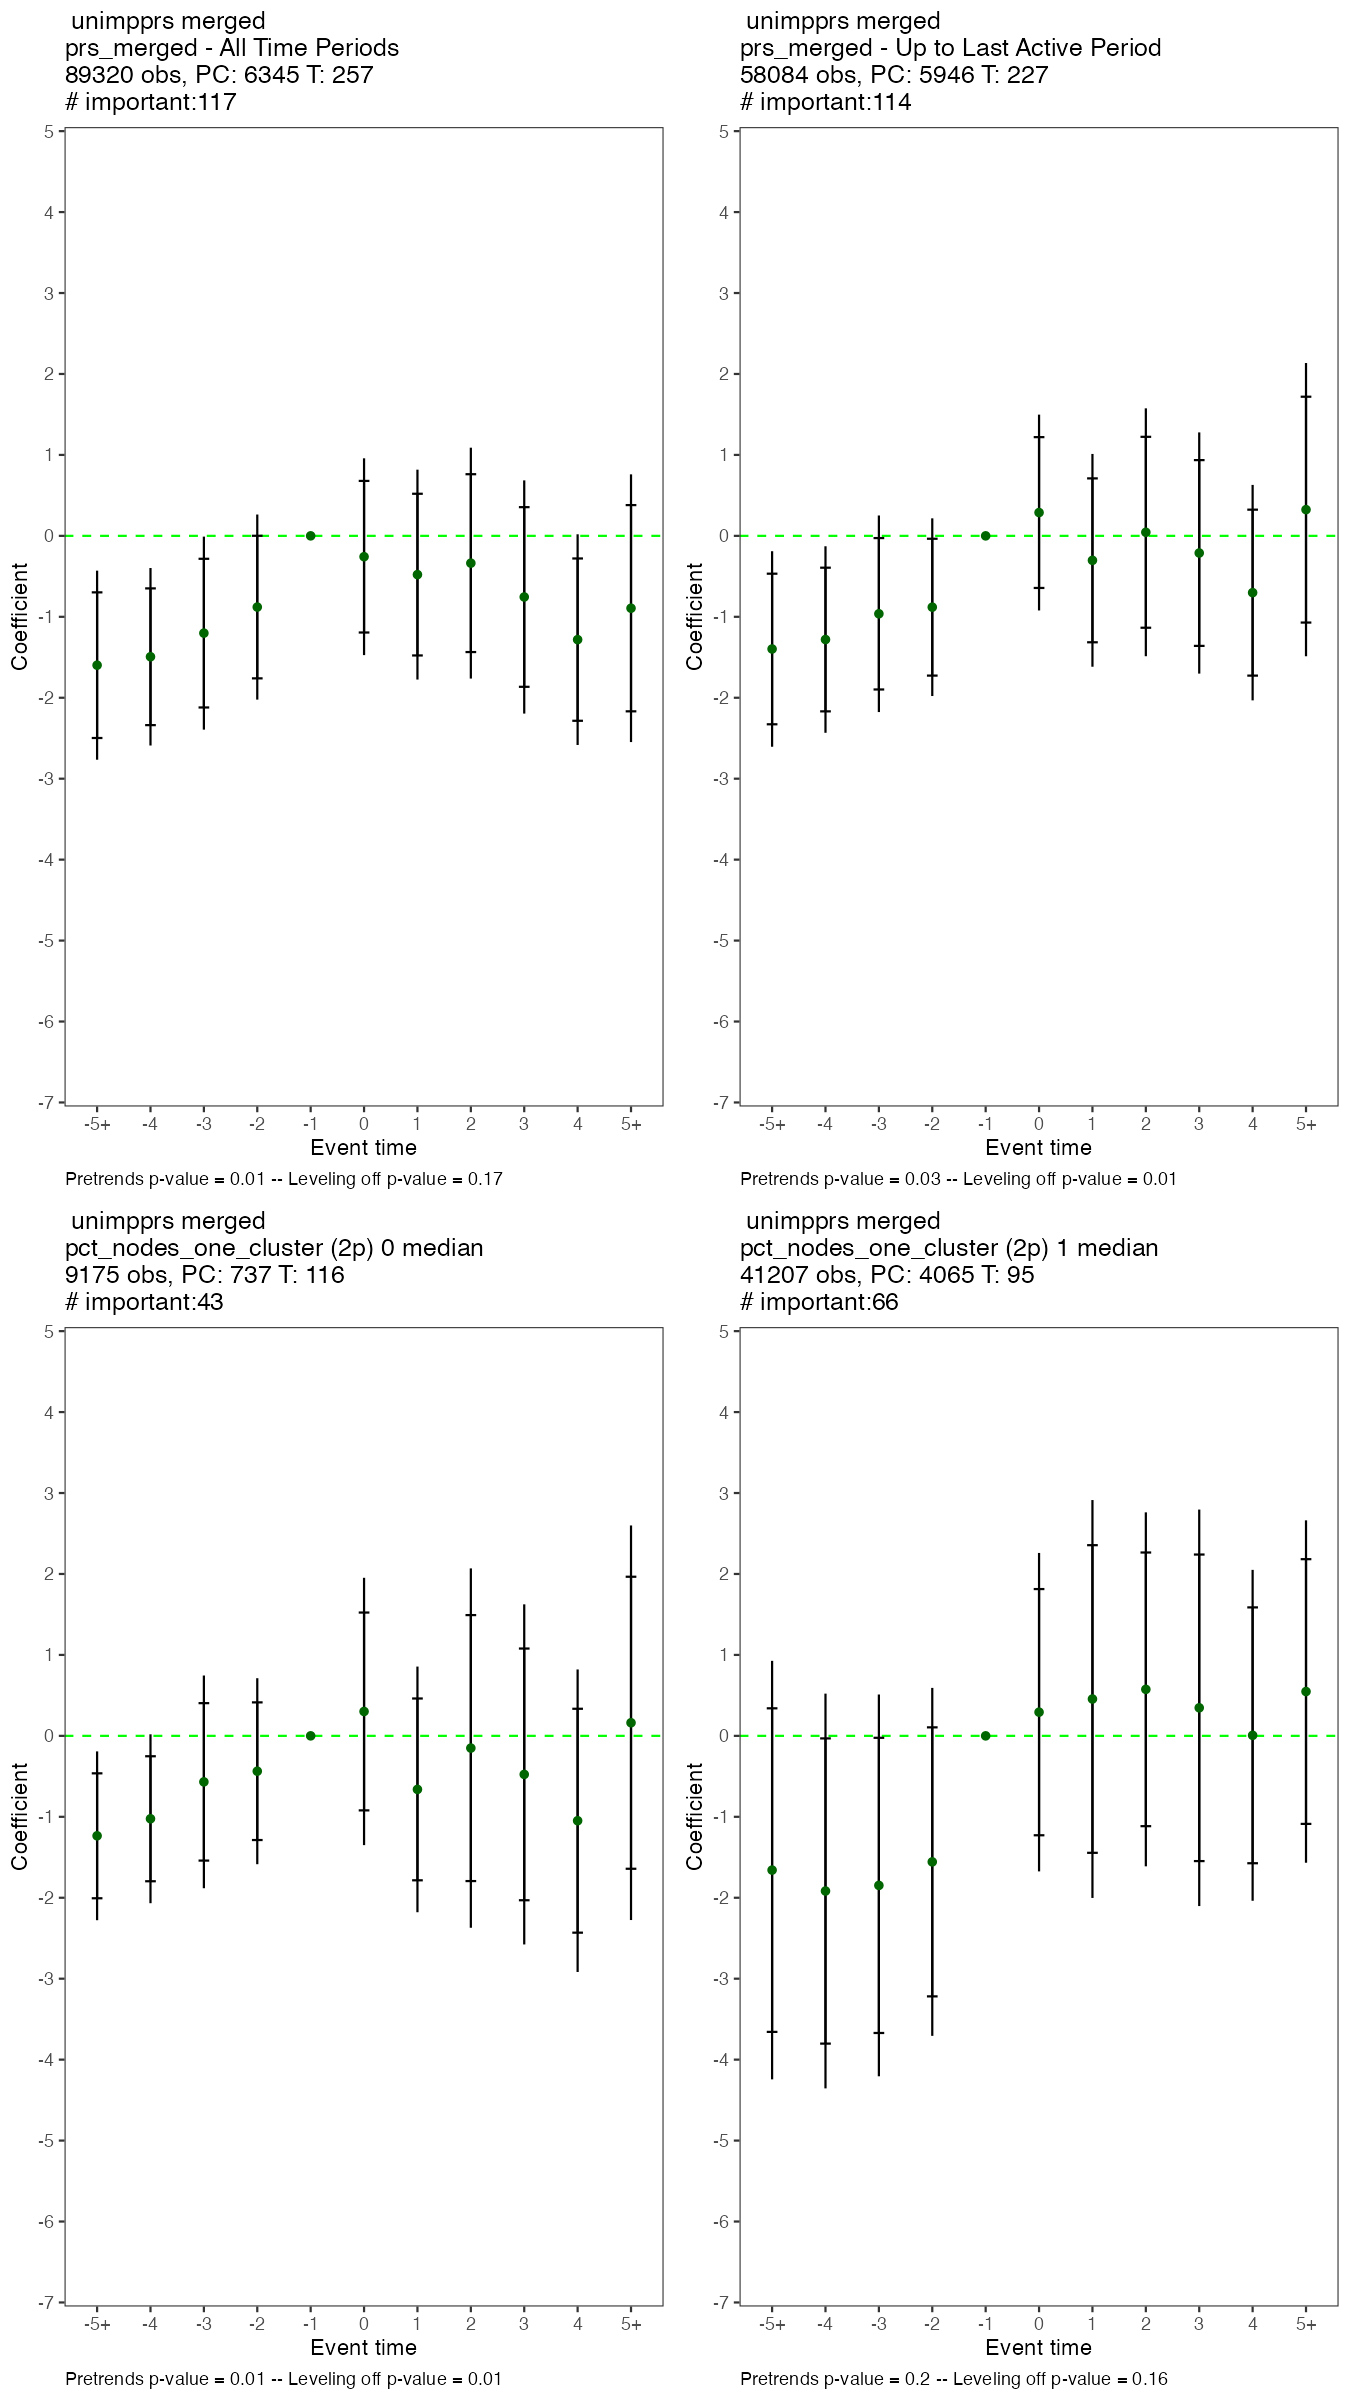 unimpprs merged
prs_merged - All Time Periods
89320 obs, PC: 6345 T: 257
# important:117
5
4
3
2
1
0
-1
-2
-3
-4
-5
-6
-7
Coefficient
-5+ -4 -3 -2 -1 0 1 2 3 4 5+
Event time
Pretrends p-value = 0.01 -- Leveling off p-value = 0.17
unimpprs merged
prs_merged - Up to Last Active Period
58084 obs, PC: 5946 T: 227
# important:114
5
4
3
2
1
0
-1
-2
-3
-4
-5
-6
-7
Coefficient
-5+ -4 -3 -2 -1 0 1 2 3 4 5+
Event time
Pretrends p-value = 0.03 -- Leveling off p-value = 0.01
unimpprs merged
pct_nodes_one_cluster (2p) 0 median
9175 obs, PC: 737 T: 116
# important:43
5
4
3
2
1
0
-1
-2
-3
-4
-5
-6
-7
Coefficient
-5+ -4 -3 -2 -1 0 1 2 3 4 5+
Event time
Pretrends p-value = 0.01 -- Leveling off p-value = 0.01
unimpprs merged
pct_nodes_one_cluster (2p) 1 median
41207 obs, PC: 4065 T: 95
# important:66
5
4
3
2
1
0
-1
-2
-3
-4
-5
-6
-7
Coefficient
-5+ -4 -3 -2 -1 0 1 2 3 4 5+
Event time
Pretrends p-value = 0.2 -- Leveling off p-value = 0.16